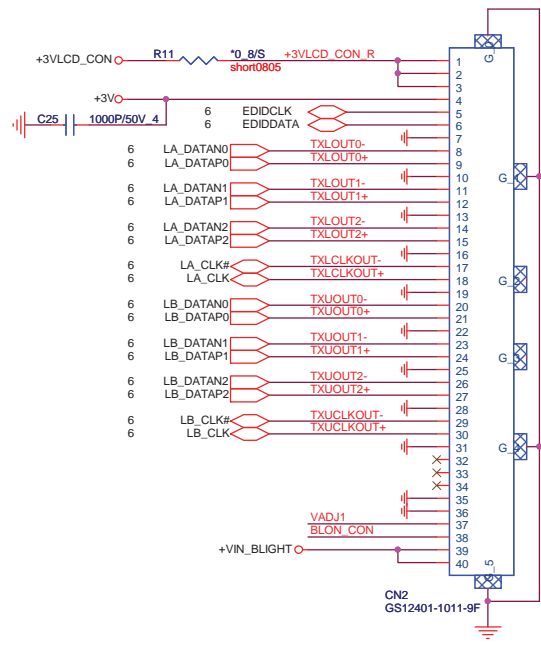 G_0
+3VLCD_CON R11 *0_8/S +3VLCD_CON_R 1
short0805
2
3
+3V 4
C25 1000P/50V_4
6 EDIDCLK 5
6 EDIDDATA 6
7
6 LA_DATAN0 TXLOUT0- 8
6 LA_DATAP0 TXLOUT0+ 9
10 G_1
6 LA_DATAN1 TXLOUT1- 11
6 LA_DATAP1 TXLOUT1+ 12
13
6 LA_DATAN2 TXLOUT2- 14
6 LA_DATAP2 TXLOUT2+ 15
16
6 LA_CLK# TXLCLKOUT- 17
6 LA_CLK TXLCLKOUT+ 18 G_2
19
6 LB_DATAN0 TXUOUT0- 20
6 LB_DATAP0 TXUOUT0+ 21
22
6 LB_DATAN1 TXUOUT1- 23
6 LB_DATAP1 TXUOUT1+ 24 G_3
25
6 LB_DATAN2 TXUOUT2- 26
6 LB_DATAP2 TXUOUT2+ 27
28
6 LB_CLK# TXUCLKOUT- 29
6 LB_CLK TXUCLKOUT+ 30
31 G_4
32
33
34
35
36
VADJ1 37
BLON_CON 38
+VIN_BLIGHT 39
40
G_5
CN2
GS12401-1011-9F